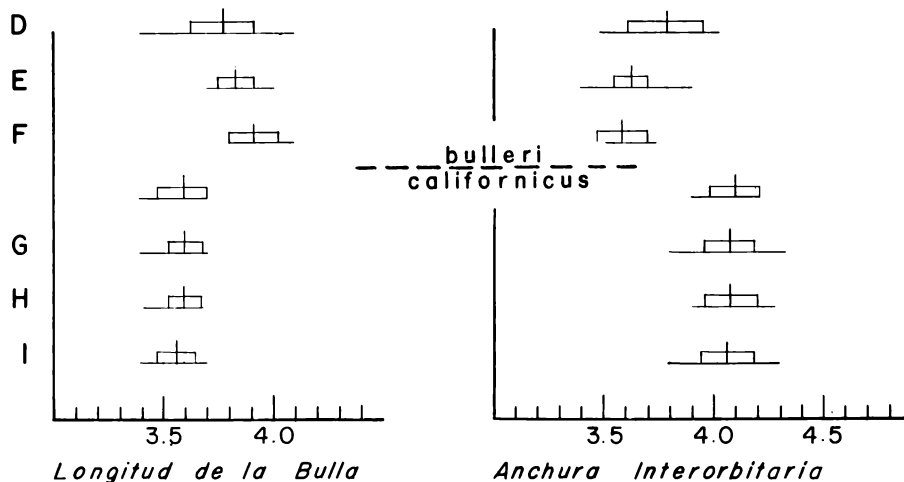 D
E
F
bulleri
californicus
G
H
I
3.5 4.0
3.5 4.0 4.5
Longitud de la Bulla
Anchura Interorbitaria